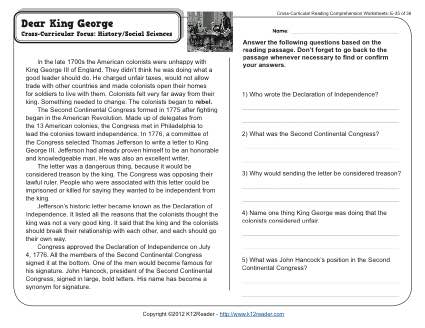 Cross-Curricular Reading Comprehension Worksheets: E-25 of 36
Dear King George
Cross-Curricular Focus: History/Social Sciences
Name:
In the late 1700s the American colonists were unhappy with
King George III of England. They didn't think he was doing what a
good leader should do. He charged unfair taxes, would not allow
trade with other countries and made colonists open their homes
for soldiers to live with them. Colonists felt very far away from their
king. Something needed to change. The colonists began to rebel.
The Second Continental Congress formed in 1775 after fighting
began in the American Revolution. Made up of delegates from
the 13 American colonies, the Congress met in Philadelphia to
lead the colonies toward independence. In 1776, a committee of
the Congress selected Thomas Jefferson to write a letter to King
George III. Jefferson had already proven himself to be an honorable
and knowledgeable man. He was also an excellent writer.
The letter was a dangerous thing, because it would be
considered treason by the king. The Congress was opposing their
lawful ruler. People who were associated with this letter could be
imprisoned or killed for saying they wanted to be independent from
the king.
Jefferson's historic letter became known as the Declaration of
Independence. It listed all the reasons that the colonists thought the
king was not a very good king. It said that the king and the colonists
should break their relationship with each other, and each should go
their own way.
Congress approved the Declaration of Independence on July
4, 1776. All the members of the Second Continental Congress
signed it at the bottom. One of the men would become famous for
his signature. John Hancock, president of the Second Continental
Congress, signed in large, bold letters. His name has become a
synonym for signature.
Answer the following questions based on the
reading passage. Don't forget to go back to the
passage whenever necessary to find or confirm
your answers.
1) Who wrote the Declaration of Independence?
2) What was the Second Continental Congress?
3) Why would sending the letter be considered treason?
4) Name one thing King George was doing that the
colonists considered unfair.
5) What was John Hancock's position in the Second
Continental Congress?
Copyright ©2012 K12Reader - http://www.k12reader.com